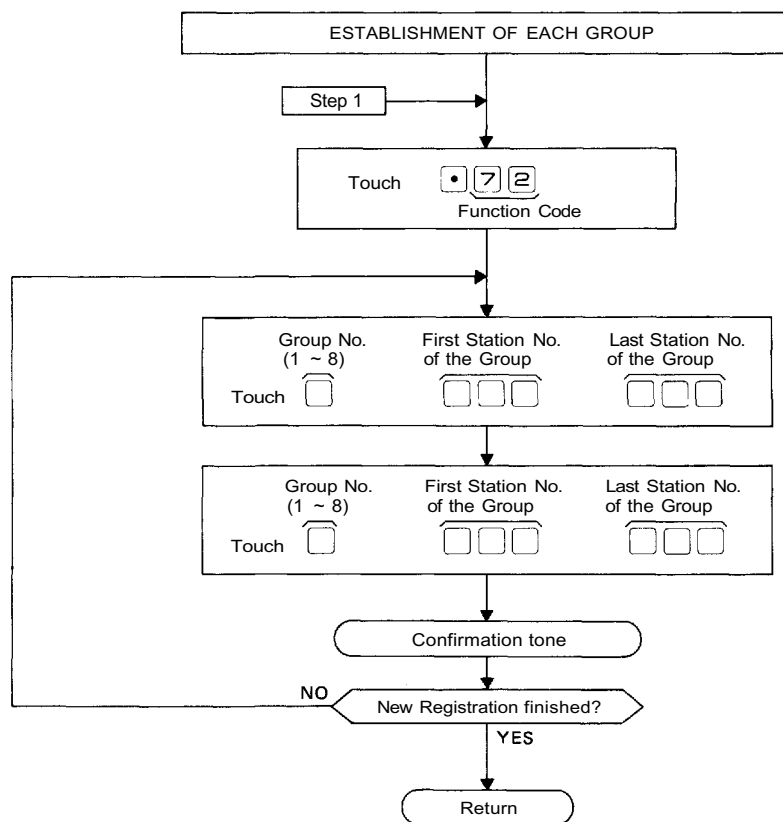 ESTABLISHMENT OF EACH GROUP
Step 1
Touch • 7 2
Function Code
Group No. First Station No. Last Station No.
(1 ~ 8) of the Group of the Group
Touch
Group No. First Station No. Last Station No.
(1 ~ 8) of the Group of the Group
Touch
Confirmation tone
NO
New Registration finished?
YES
Return